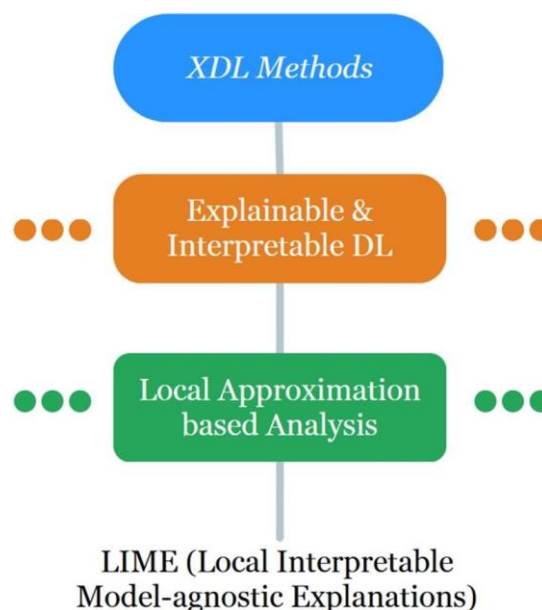 XDL Methods
Explainable &
Interpretable DL
Local Approximation
based Analysis
LIME (Local Interpretable
Model-agnostic Explanations)